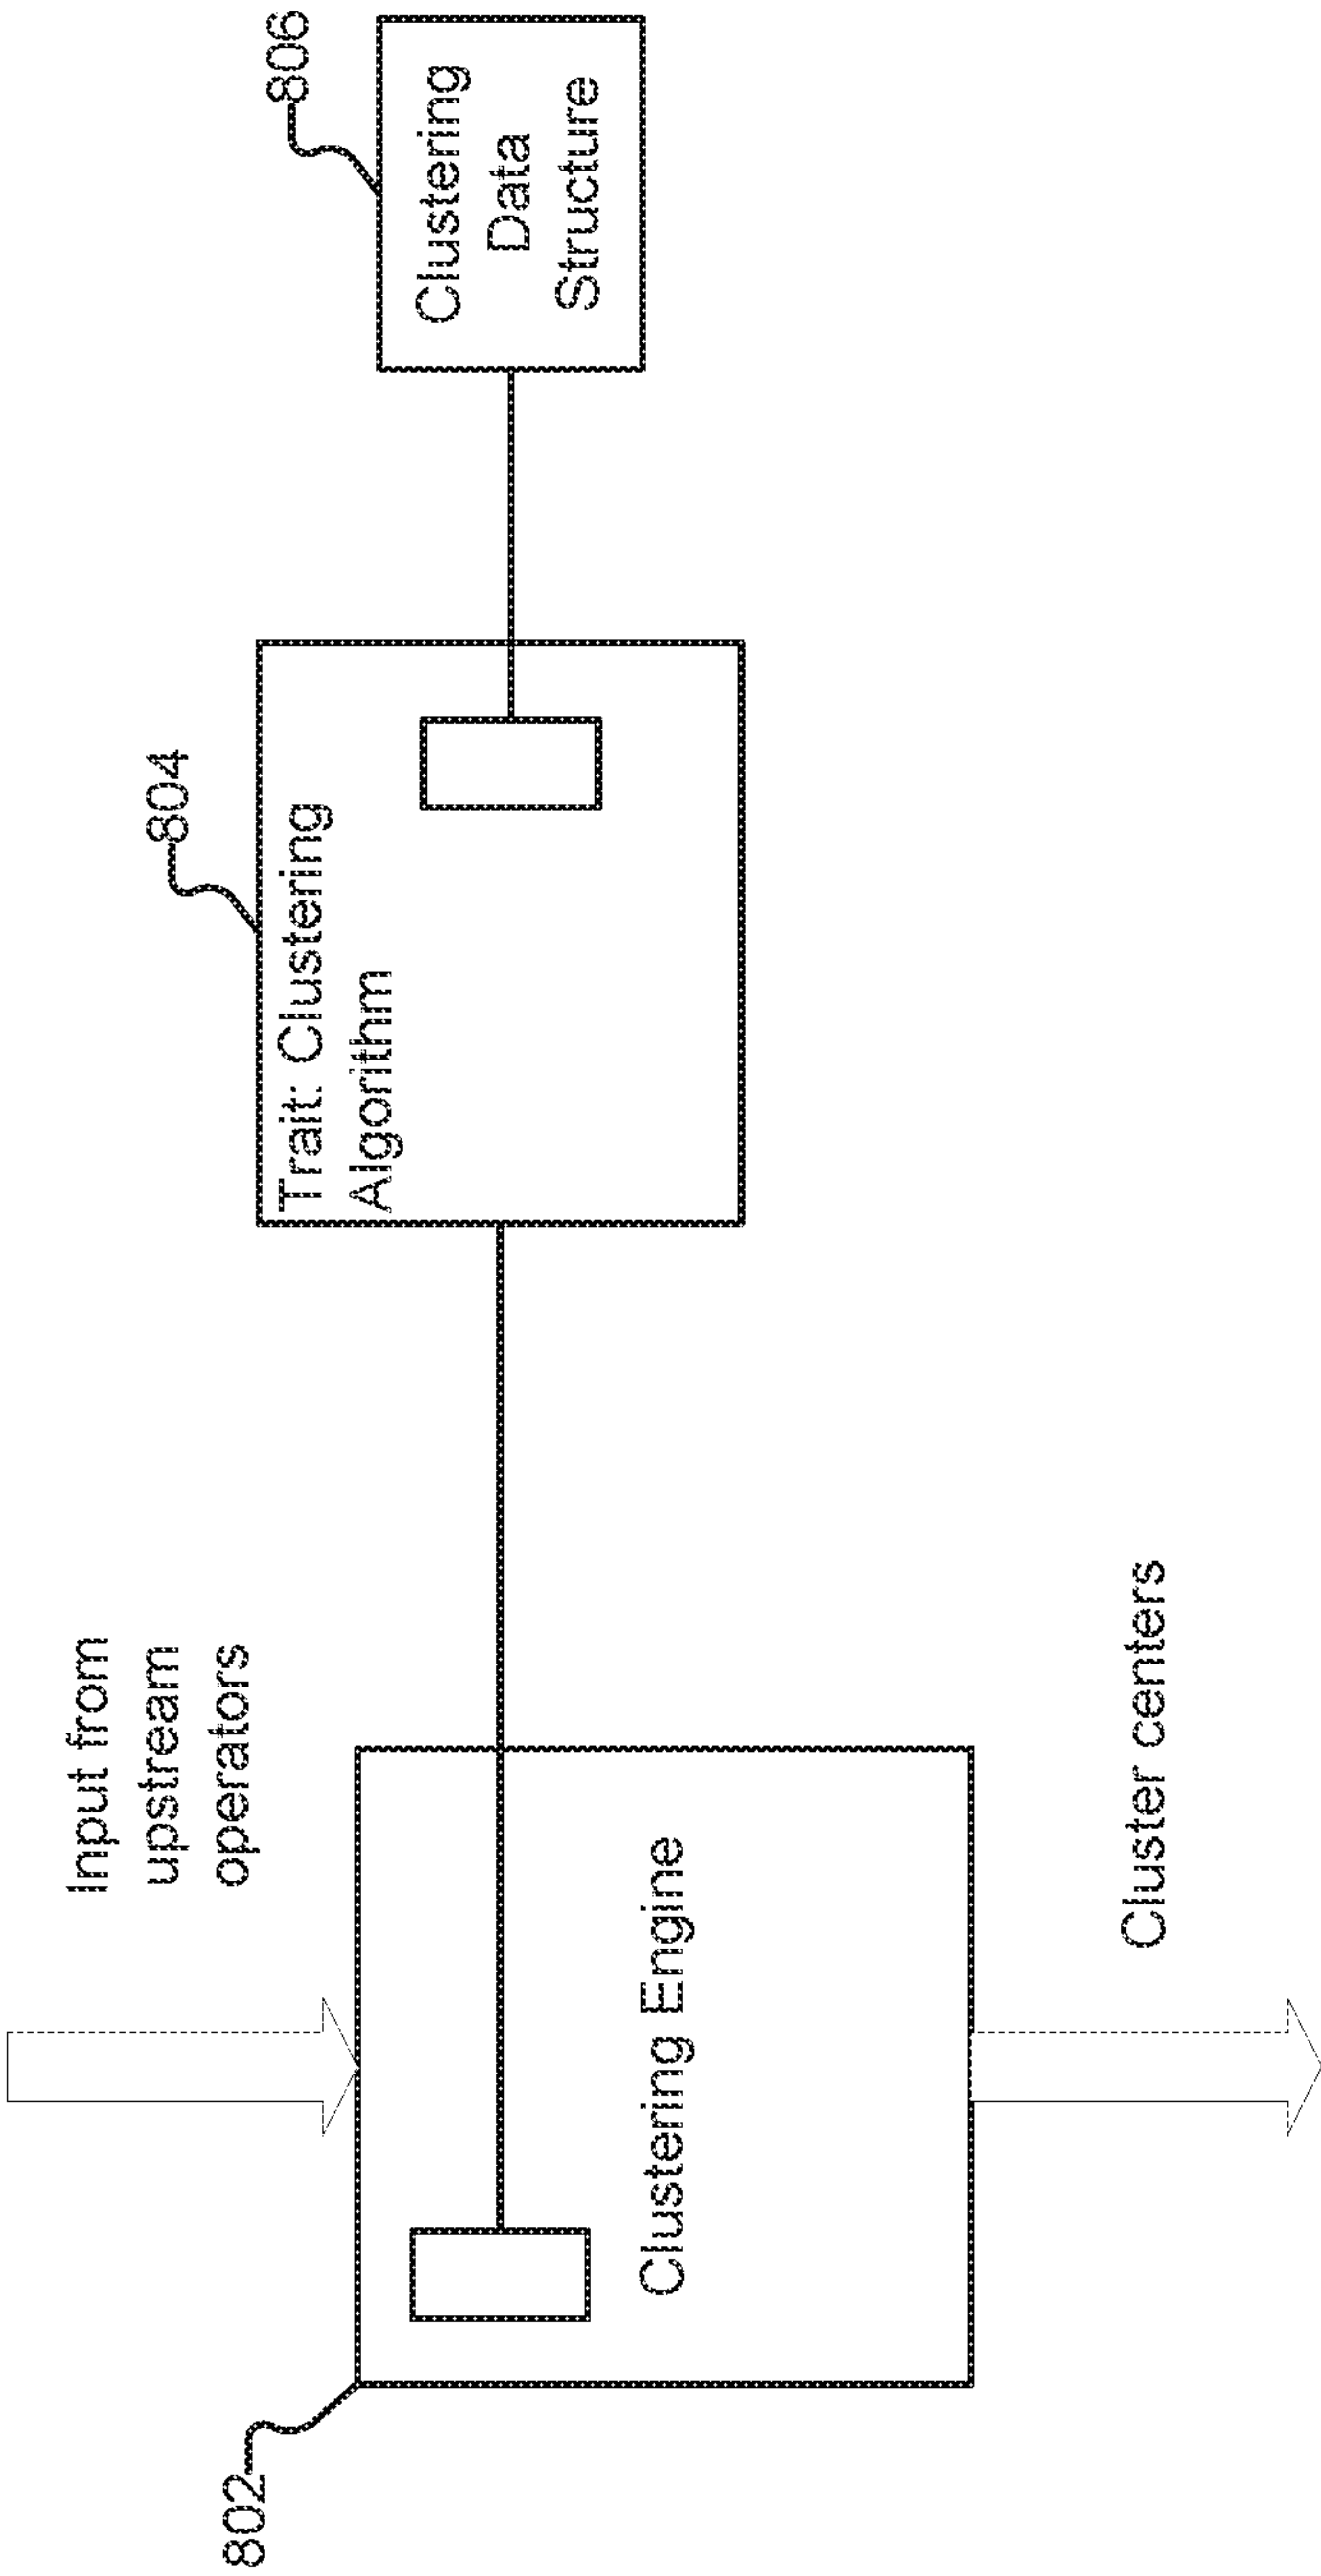 Input from
upstream
operators
802
Clustering Engine
Cluster centers
804
Trait: Clustering
Algorithm
806
Clustering
Data
Structure